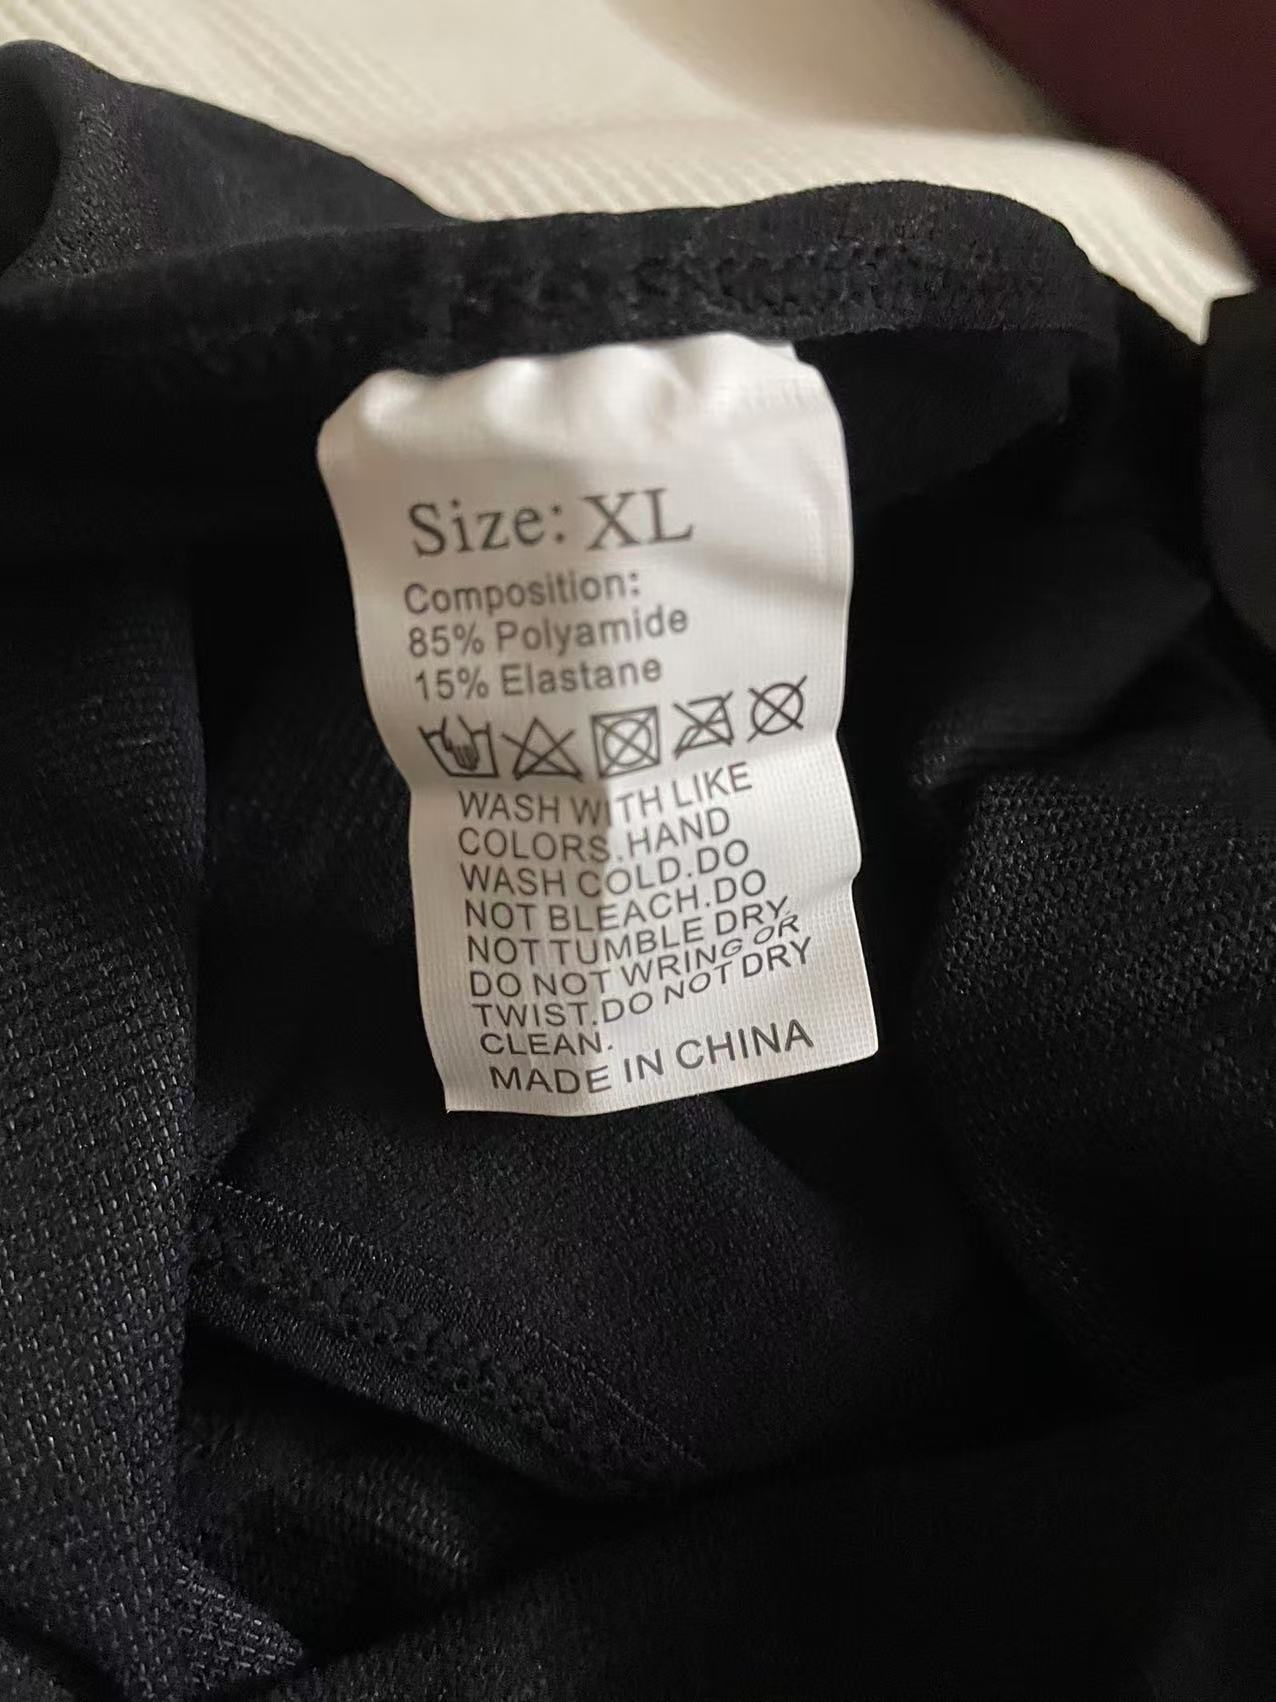 Size: XL
Composition:
85% Polyamide
15% Elastane
WASH WITH LIKE
COLORS.HAND
WASH COLD.DO
NOT BLEACH.DO
NOT TUMBLE DRY.
DO NOT WRING OR
TWIST.DO NOT DRY
CLEAN.
MADE IN CHINA